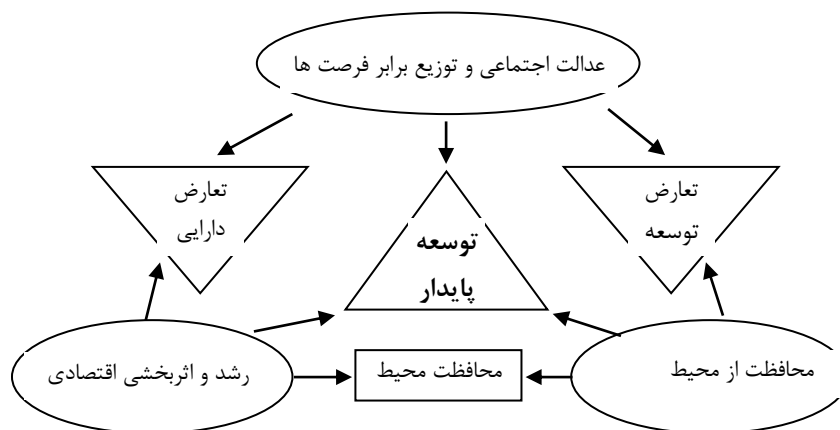 عدالت اجتماعی و توزیع برابر فرصت ها
تعارض
توسعه
تعارض
دارایی
توسعه
پایدار
محافظت از محیط
محافظت محیط
رشد و اثربخشی اقتصادی